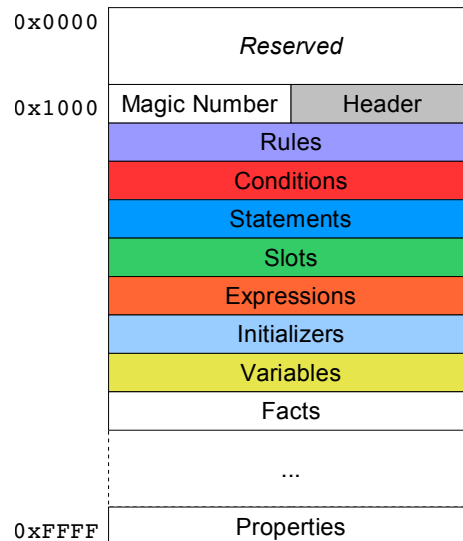 0x0000
Reserved
0x1000 Magic Number Header
Rules
Conditions
Statements
Slots
Expressions
Initializers
Variables
Facts
...
0xFFFF Properties